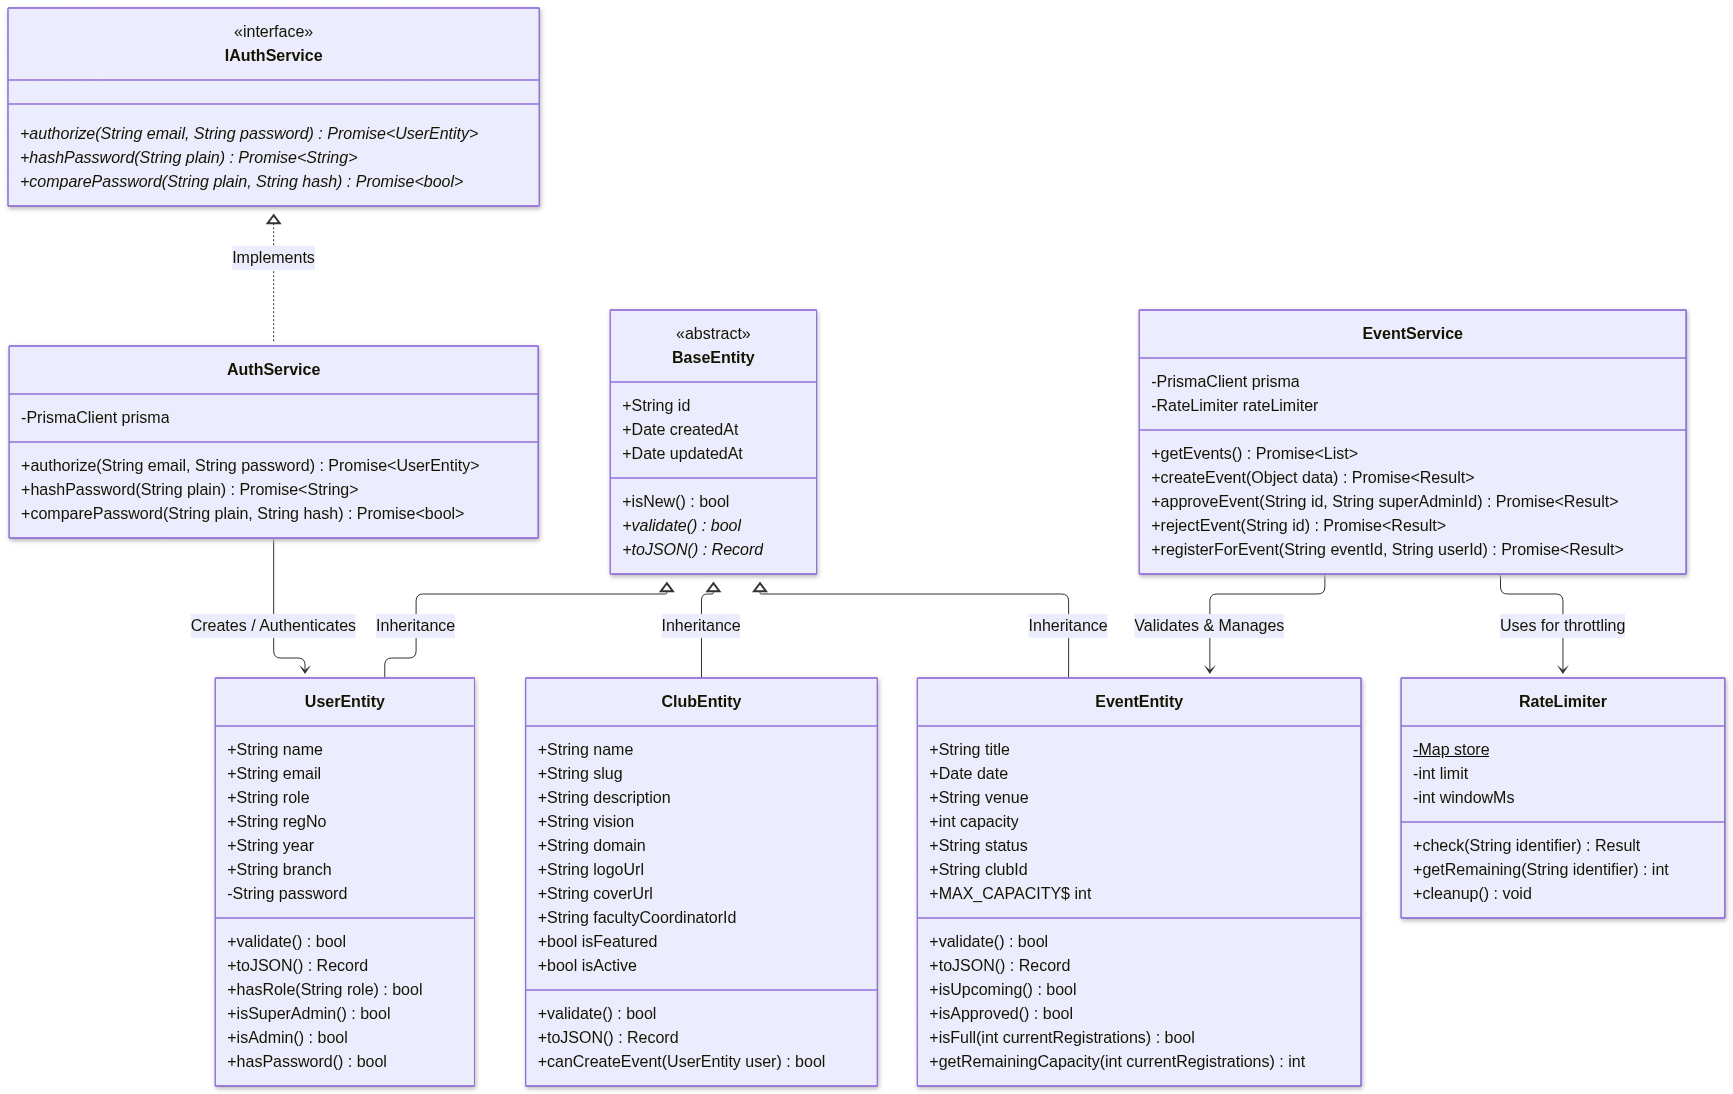 «interface»
IAuthService
+authorize(String email, String password) : Promise<UserEntity>
+hashPassword(String plain) : Promise<String>
+comparePassword(String plain, String hash) : Promise<bool>
Implements
AuthService
-PrismaClient prisma
+authorize(String email, String password) : Promise<UserEntity>
+hashPassword(String plain) : Promise<String>
+comparePassword(String plain, String hash) : Promise<bool>
«abstract»
BaseEntity
+String id
+Date createdAt
+Date updatedAt
+isNew() : bool
+validate() : bool
+toJSON() : Record
EventService
-PrismaClient prisma
-RateLimiter rateLimiter
+getEvents() : Promise<List>
+createEvent(Object data) : Promise<Result>
+approveEvent(String id, String superAdminId) : Promise<Result>
+rejectEvent(String id) : Promise<Result>
+registerForEvent(String eventId, String userId) : Promise<Result>
Creates / Authenticates
Inheritance
Inheritance
Inheritance
Validates & Manages
Uses for throttling
UserEntity
+String name
+String email
+String role
+String regNo
+String year
+String branch
-String password
+validate() : bool
+toJSON() : Record
+hasRole(String role) : bool
+isSuperAdmin() : bool
+isAdmin() : bool
+hasPassword() : bool
ClubEntity
+String name
+String slug
+String description
+String vision
+String domain
+String logoUrl
+String coverUrl
+String facultyCoordinatorId
+bool isFeatured
+bool isActive
+validate() : bool
+toJSON() : Record
+canCreateEvent(UserEntity user) : bool
EventEntity
+String title
+Date date
+String venue
+int capacity
+String status
+String clubId
+MAX_CAPACITY$ int
+validate() : bool
+toJSON() : Record
+isUpcoming() : bool
+isApproved() : bool
+isFull(int currentRegistrations) : bool
+getRemainingCapacity(int currentRegistrations) : int
RateLimiter
-Map store
-int limit
-int windowMs
+check(String identifier) : Result
+getRemaining(String identifier) : int
+cleanup() : void